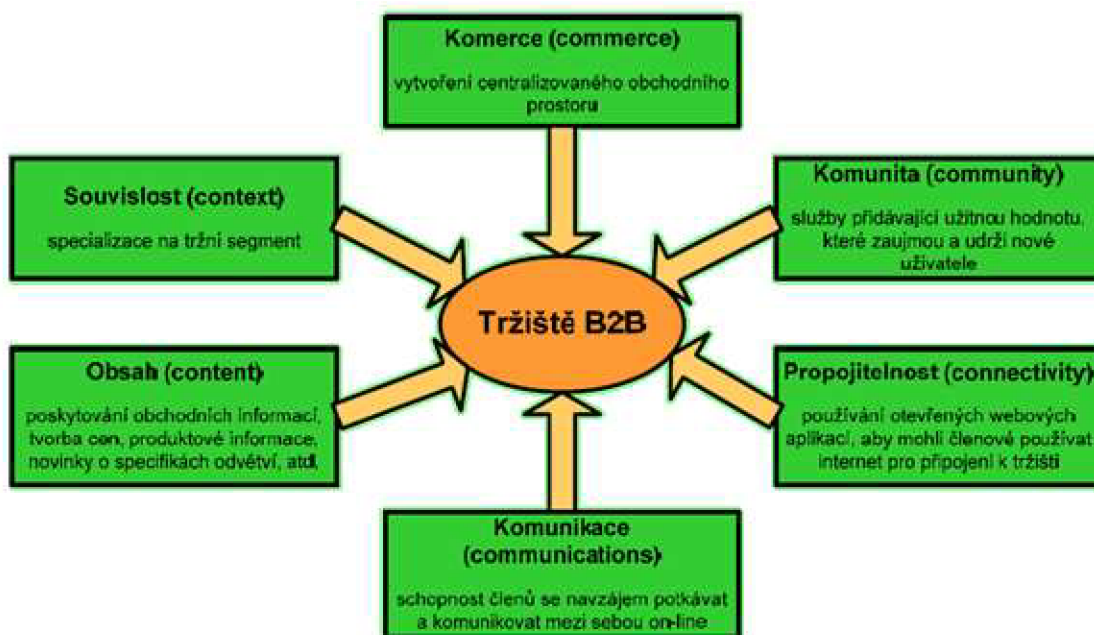 Komerce (commerce)
vytvoření centralizovaného obchodního
prostoru
Souvislost (context)
specializace na tržní segment
Komunita (community)
služby přidávající užitnou hodnotu,
které zaujmou a udrží nové
uživatele
Tržiště B2B
Obsah (content)
poskytování obchodních informací,
tvorba cen, produktové informace,
novinky o specifikách odvětví, atd.
Propojitelnost (connectivity)
používání otevřených webových
aplikací, aby mohli členové používat
internet pro připojení k tržišti
Komunikace
(communications)
schopnost členů se navzájem potkávat
a komunikovat mezi sebou on-line